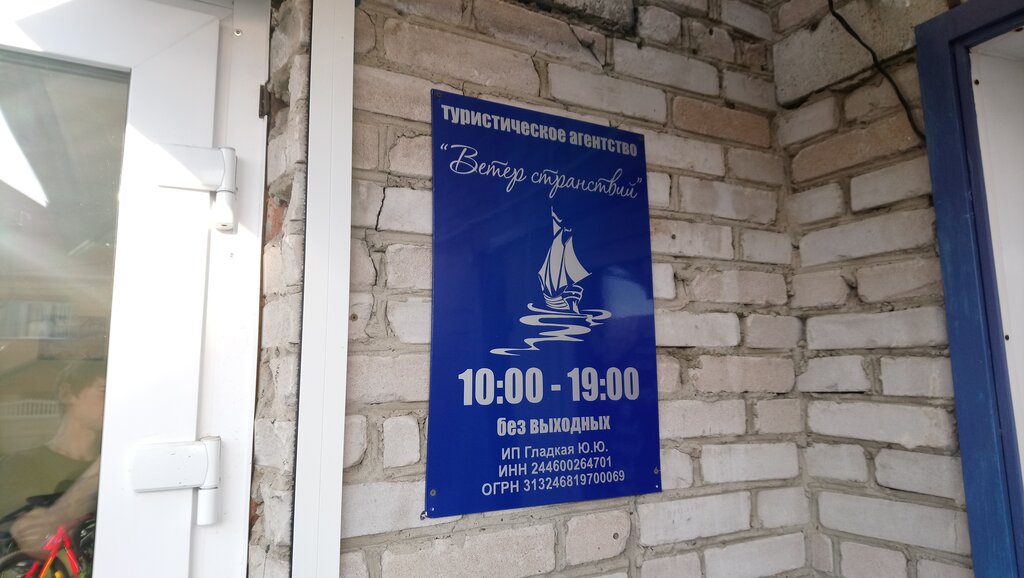 туристическое агентство
"Ветер странствий"
10:00 - 19:00
без выходных
ИП Гладкая Ю.Ю.
ИНН 244600264701
ОГРН 313246819700069